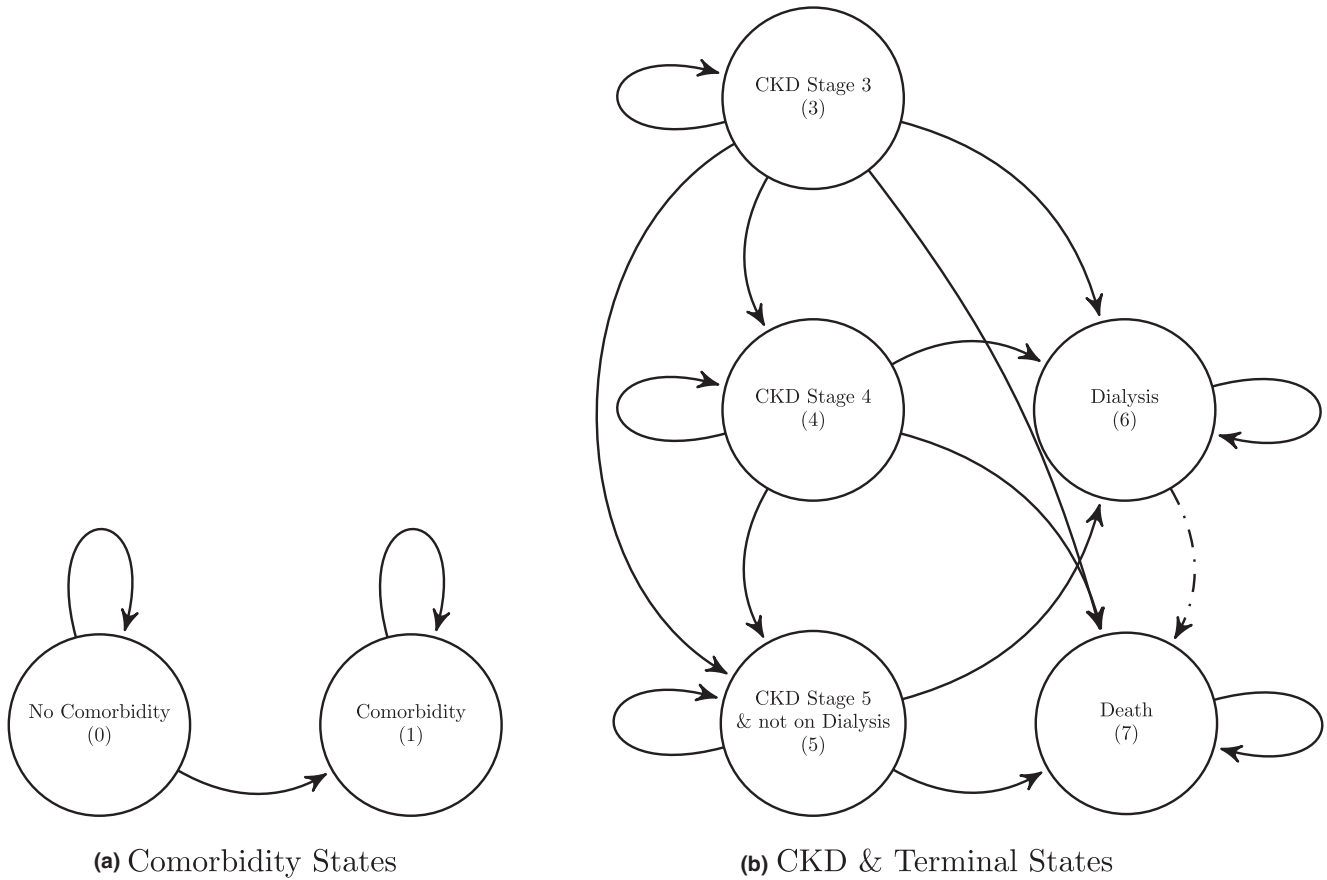 CKD Stage 3
(3)
CKD Stage 4
(4)
Dialysis
(6)
No Comorbidity
(0)
Comorbidity
(1)
CKD Stage 5
& not on Dialysis
(5)
Death
(7)
(a) Comorbidity States
(b) CKD & Terminal States